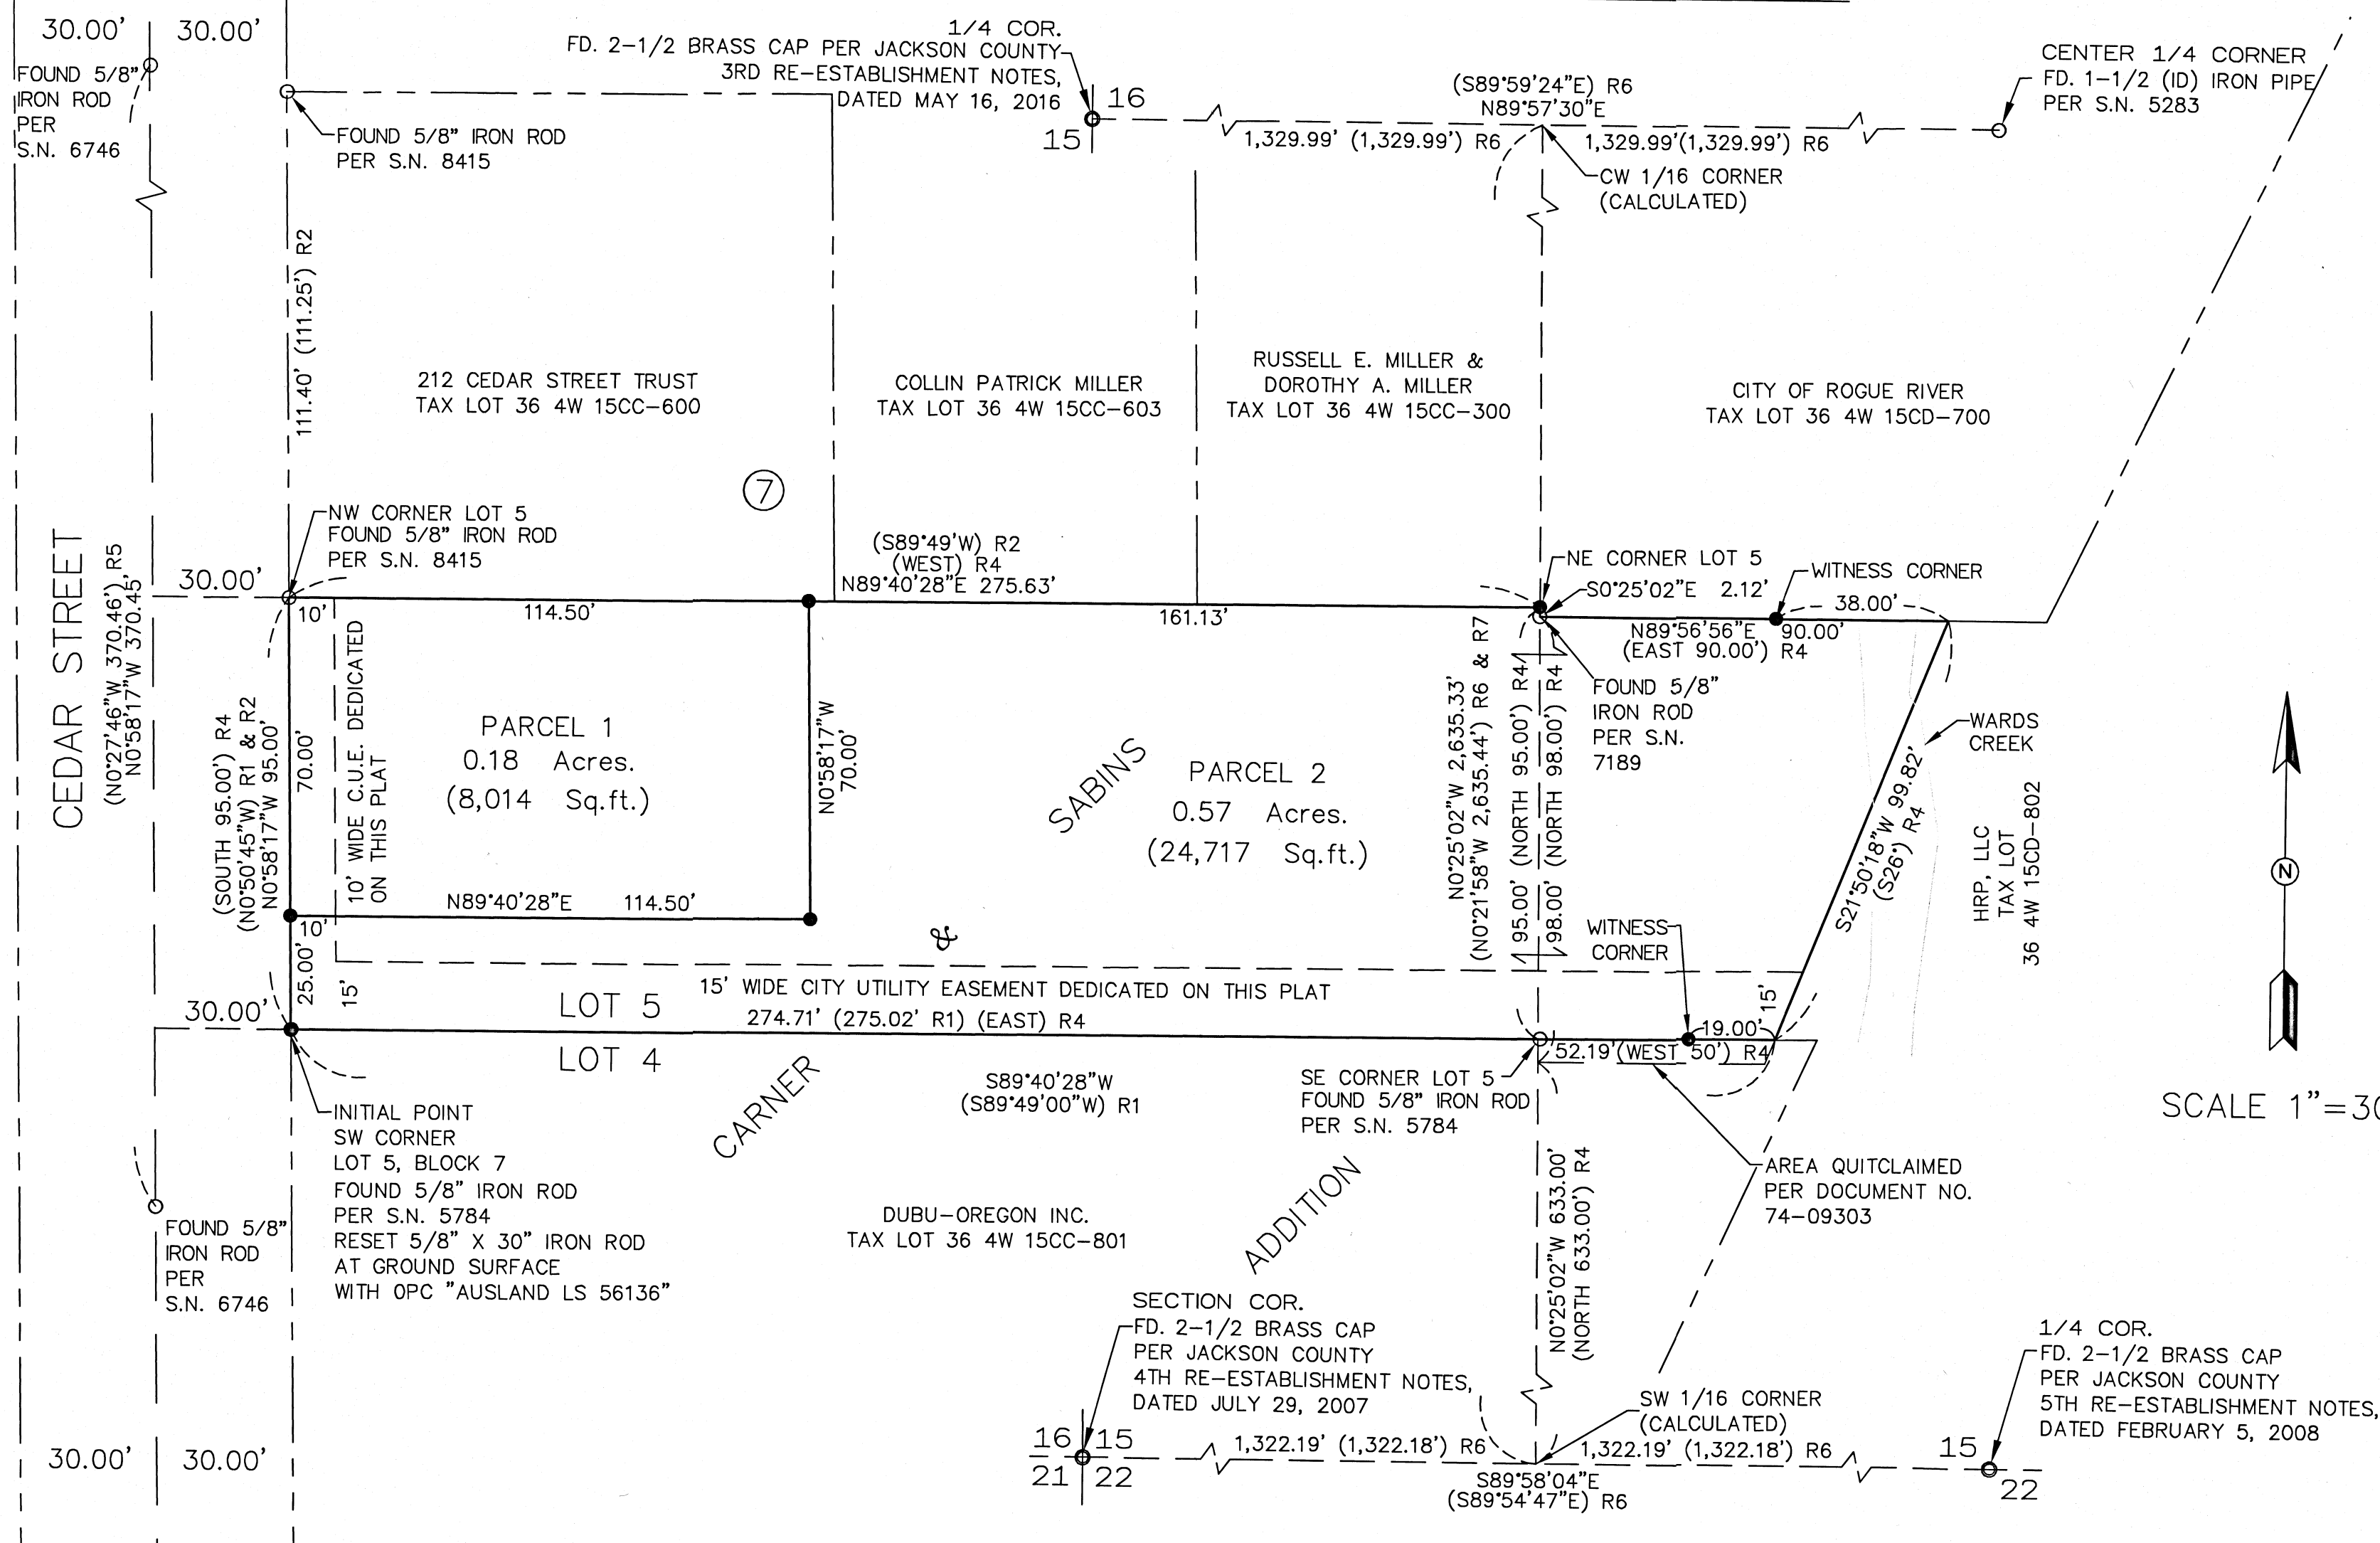 30.00'
30.00'
FOUND 5/8"
IRON ROD
PER
S.N. 6746
FOUND 5/8" IRON ROD
PER S.N. 8415
1/4 COR.
FD. 2-1/2 BRASS CAP PER JACKSON COUNTY
3RD RE-ESTABLISHMENT NOTES,
DATED MAY 16, 2016
16
15
(S89°59'24"E) R6
N89°57'30"E
1,329.99' (1,329.99') R6
1,329.99'(1,329.99') R6
CW 1/16 CORNER
(CALCULATED)
CENTER 1/4 CORNER
FD. 1-1/2 (ID) IRON PIPE
PER S.N. 5283
111.40' (111.25') R2
212 CEDAR STREET TRUST
TAX LOT 36 4W 15CC-600
COLLIN PATRICK MILLER
TAX LOT 36 4W 15CC-603
RUSSELL E. MILLER &
DOROTHY A. MILLER
TAX LOT 36 4W 15CC-300
CITY OF ROGUE RIVER
TAX LOT 36 4W 15CD-700
7
NW CORNER LOT 5
FOUND 5/8" IRON ROD
PER S.N. 8415
30.00'
(S89°49'W) R2
(WEST) R4
N89°40'28"E 275.63'
10'
114.50'
161.13'
NE CORNER LOT 5
S0°25'02"E 2.12'
WITNESS CORNER
38.00'
N89°56'56"E 90.00'
(EAST 90.00') R4
FOUND 5/8"
IRON ROD
PER S.N.
7189
CEDAR STREET
(N0°27'46"W 370.46') R5
N0°58'17"W 370.45'
(SOUTH 95.00') R4
(N0°50'45"W) R1 & R2
N0°58'17"W 95.00'
70.00'
10' WIDE C.U.E. DEDICATED
ON THIS PLAT
PARCEL 1
0.18 Acres.
(8,014 Sq.ft.)
N0°58'17"W
70.00'
SABINS
PARCEL 2
0.57 Acres.
(24,717 Sq.ft.)
N0°25'02"W 2,635.33'
(N0°21'58"W 2,635.44') R6 & R7
95.00' (NORTH 95.00') R4
98.00' (NORTH 98.00') R4
WARDS
CREEK
S21°50'18"W 99.82'
(S26°) R4
HRP, LLC
TAX LOT
36 4W 15CD-802
N
SCALE 1"=30
N89°40'28"E 114.50'
10'
&
WITNESS
CORNER
25.00'
15'
30.00'
15' WIDE CITY UTILITY EASEMENT DEDICATED ON THIS PLAT
LOT 5
274.71' (275.02' R1) (EAST) R4
LOT 4
15'
19.00'
52.19'(WEST 50') R4
S89°40'28"W
(S89°49'00"W) R1
CARNER
SE CORNER LOT 5
FOUND 5/8" IRON ROD
PER S.N. 5784
INITIAL POINT
SW CORNER
LOT 5, BLOCK 7
FOUND 5/8" IRON ROD
PER S.N. 5784
RESET 5/8" X 30" IRON ROD
AT GROUND SURFACE
WITH OPC "AUSLAND LS 56136"
DUBU-OREGON INC.
TAX LOT 36 4W 15CC-801
ADDITION
AREA QUITCLAIMED
PER DOCUMENT NO.
74-09303
N0°25'02"W 633.00'
(NORTH 633.00') R4
FOUND 5/8"
IRON ROD
PER
S.N. 6746
SECTION COR.
FD. 2-1/2 BRASS CAP
PER JACKSON COUNTY
4TH RE-ESTABLISHMENT NOTES,
DATED JULY 29, 2007
SW 1/16 CORNER
(CALCULATED)
1/4 COR.
FD. 2-1/2 BRASS CAP
PER JACKSON COUNTY
5TH RE-ESTABLISHMENT NOTES,
DATED FEBRUARY 5, 2008
30.00'
30.00'
16
15
21
22
1,322.19' (1,322.18') R6
1,322.19' (1,322.18') R6
S89°58'04"E
(S89°54'47"E) R6
15
22